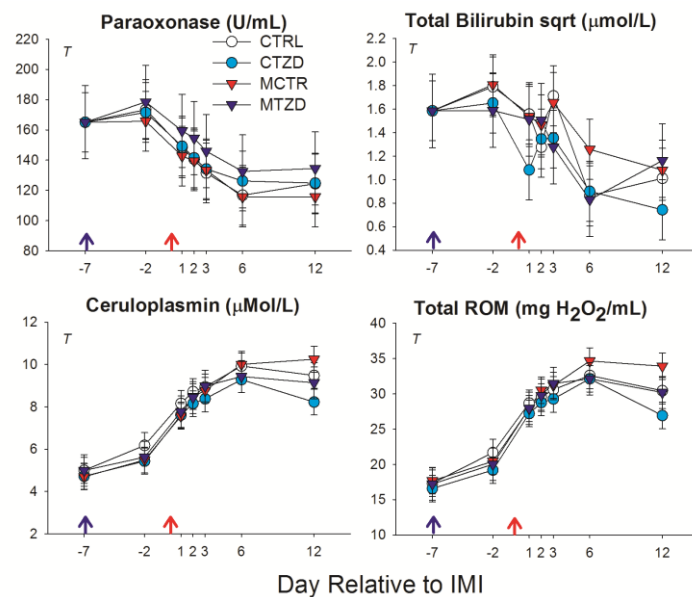 Paraoxonase (U/mL)
T
CTRL
CTZD
MCTR
MTZD
220
200
180
160
140
120
100
80
-7 -2 1 2 3 6 12
Total Bilirubin sqrt (μmol/L)
T
2.2
2.0
1.8
1.6
1.4
1.2
1.0
0.8
0.6
0.4
-7 -2 1 2 3 6 12
Ceruloplasmin (μMol/L)
T
12
10
8
6
4
2
-7 -2 1 2 3 6 12
Total ROM (mg H₂O₂/mL)
T
40
35
30
25
20
15
10
-7 -2 1 2 3 6 12
Day Relative to IMI